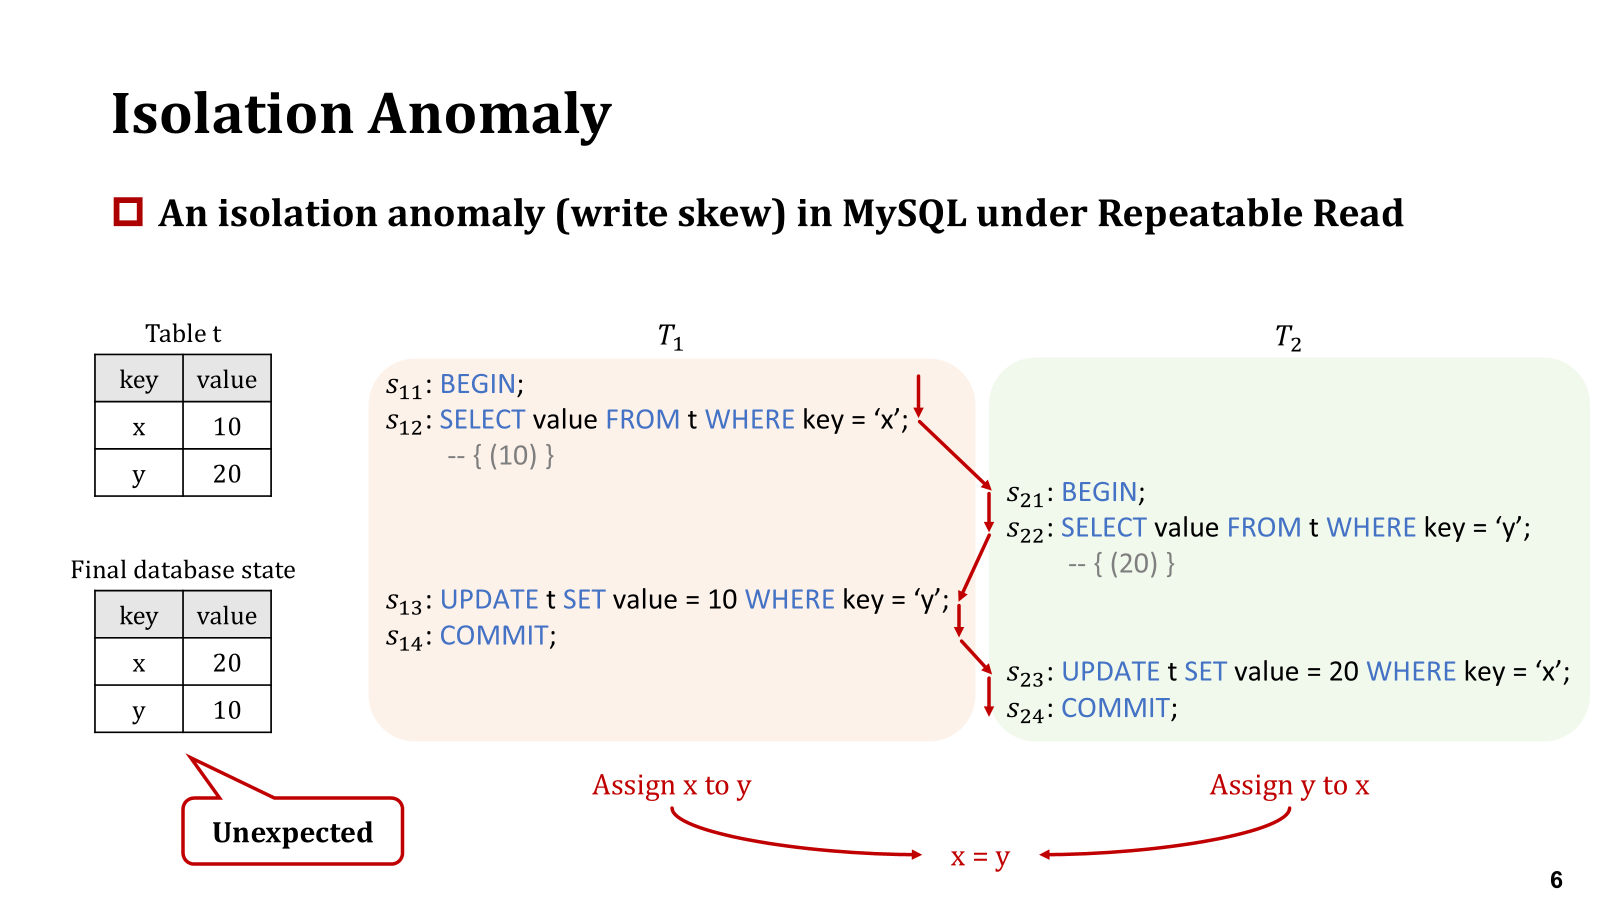 Isolation Anomaly
An isolation anomaly (write skew) in MySQL under Repeatable Read
Table t
key value
x 10
y 20
Final database state
key value
x 20
y 10
Unexpected
T1
s11: BEGIN;
s12: SELECT value FROM t WHERE key = ‘x’;
-- { (10) }
s13: UPDATE t SET value = 10 WHERE key = ‘y’;
s14: COMMIT;
T2
s21: BEGIN;
s22: SELECT value FROM t WHERE key = ‘y’;
-- { (20) }
s23: UPDATE t SET value = 20 WHERE key = ‘x’;
s24: COMMIT;
Assign x to y
Assign y to x
x = y
6